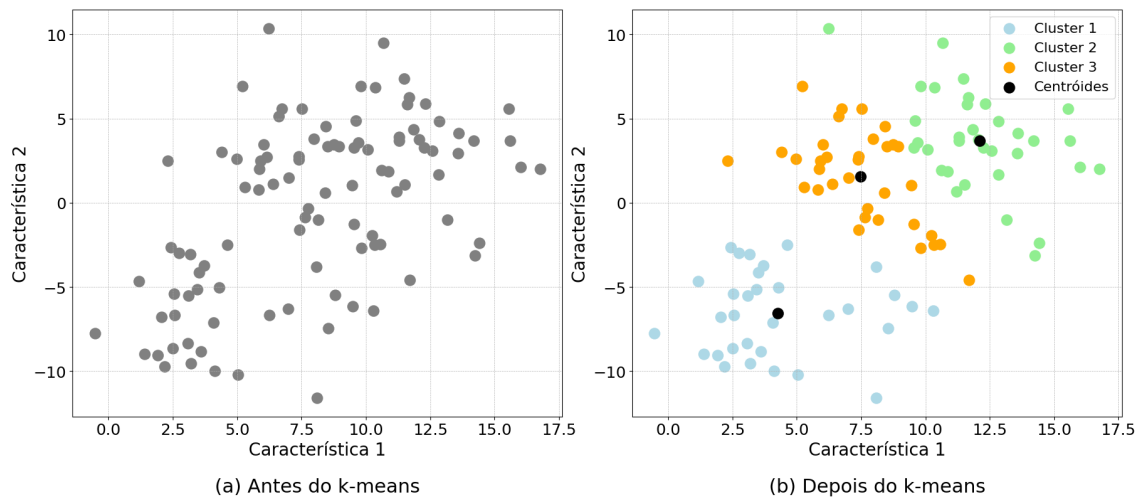 10
5
0
−5
−10
Característica 2
0.0 2.5 5.0 7.5 10.0 12.5 15.0 17.5
Característica 1
(a) Antes do k-means
10
5
0
−5
−10
Característica 2
0.0 2.5 5.0 7.5 10.0 12.5 15.0 17.5
Característica 1
Cluster 1
Cluster 2
Cluster 3
Centróides
(b) Depois do k-means